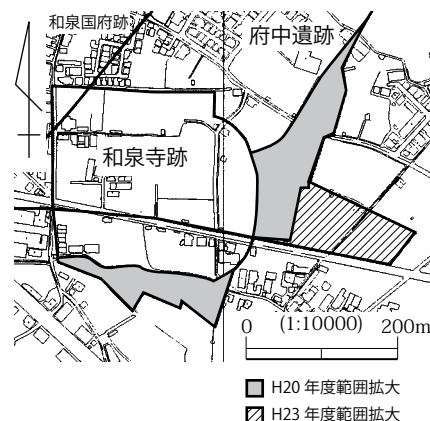 和泉国府跡
府中遺跡
和泉寺跡
0 (1:10000) 200m
H20 年度範囲拡大
H23 年度範囲拡大